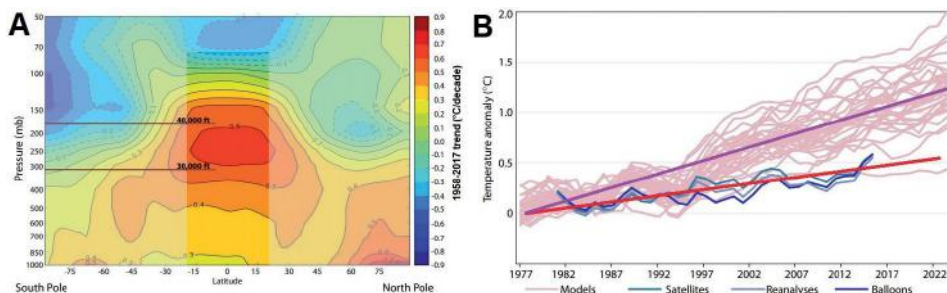 A
50
70
100
150
200
250
300
400
500
700
850
1000
Pressure (mb)
40,000 ft
30,000 ft
0.5
0.4
-75 -60 -45 -30 -15 0 15 30 45 60 75
Latitude
South Pole
North Pole
0.9
0.8
0.7
0.6
0.5
0.4
0.3
0.2
0.1
0
-0.1
-0.2
-0.3
-0.4
-0.5
-0.6
-0.7
-0.8
-0.9
1958-2017 trend (°C/decade)
B
2.0
1.5
1.0
0.5
0
Temperature anomaly (°C)
1977 1982 1987 1992 1997 2002 2007 2012 2017 2022
Models Satellites Reanalyses Balloons